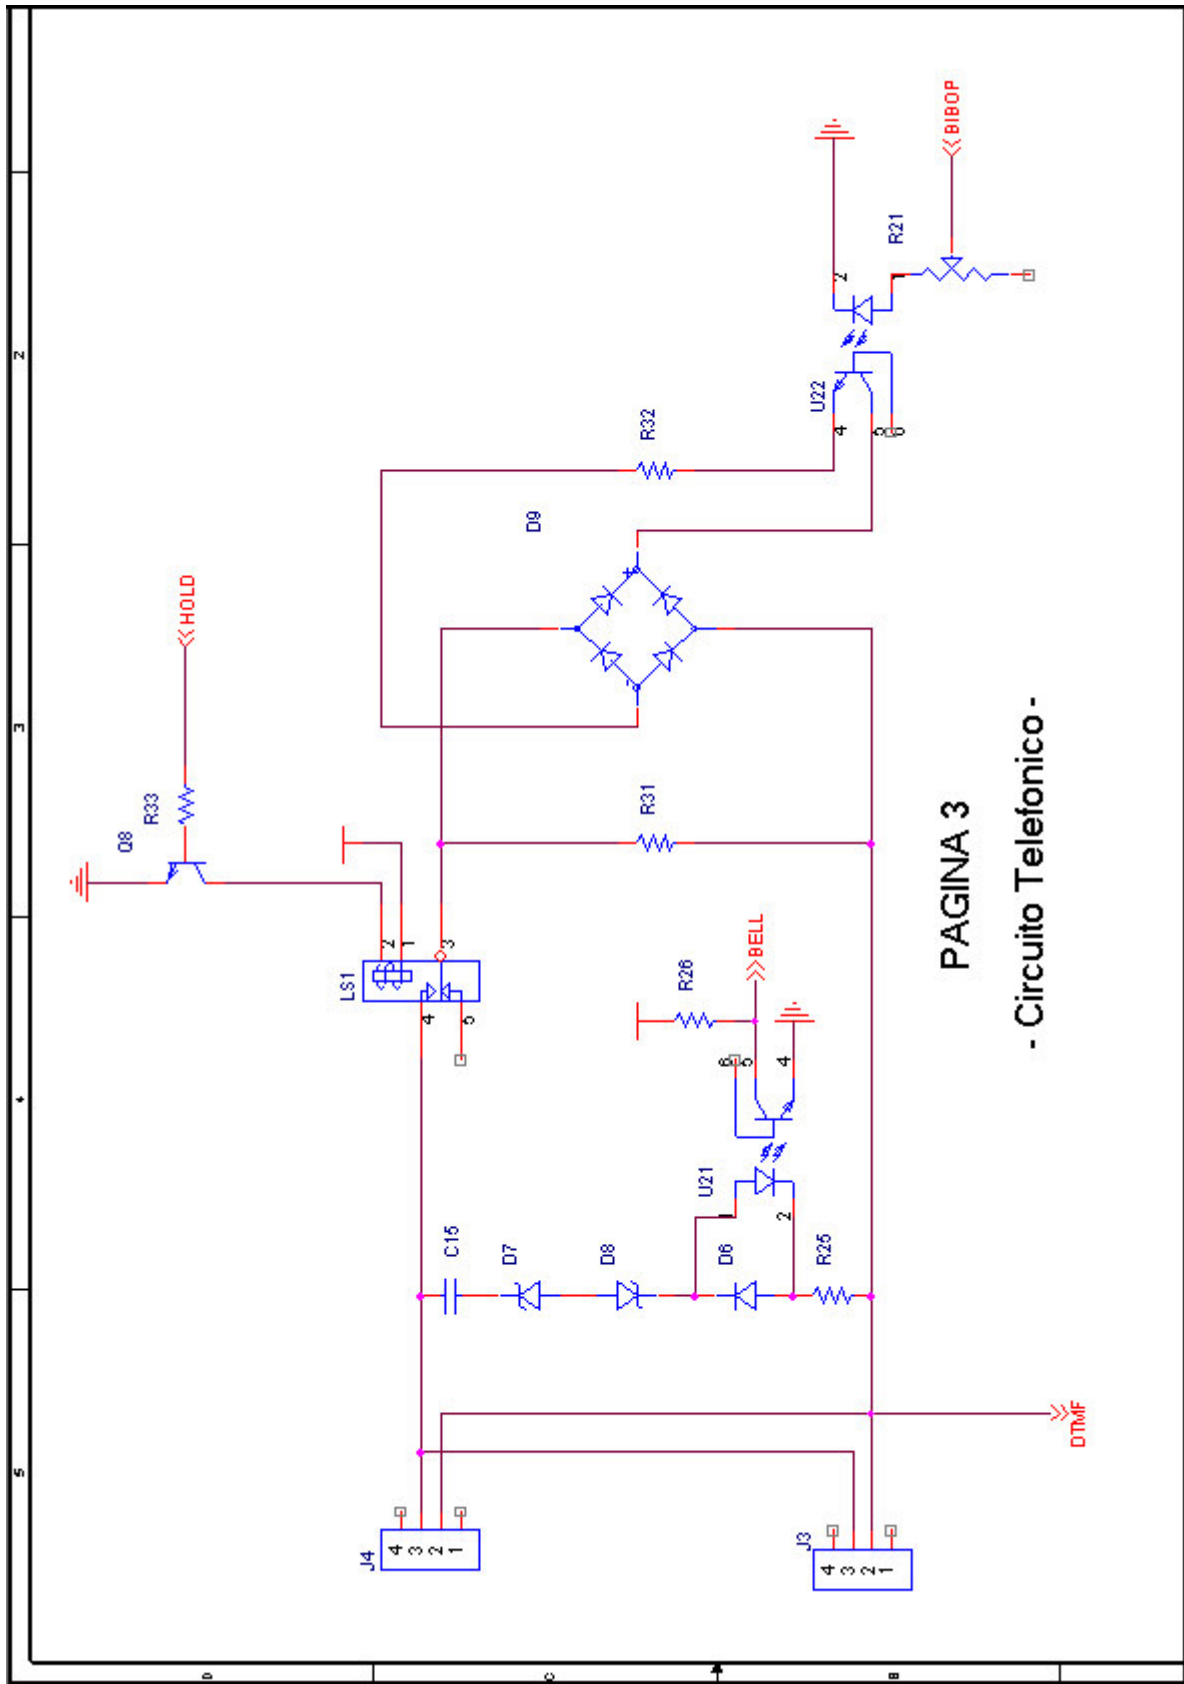 PAGINA 3
- Circuito Telefonico -
J4
4
3
2
1
J3
4
3
2
1
DTMF
C15
D7
D8
D6
R25
U21
1
2
6
5
4
R26
BELL
LS1
4
5
2
1
3
Q8
R33
HOLD
R31
D9
+
-
R32
U22
4
5
6
2
1
R21
BIBOP
5
4
3
2
D
C
B